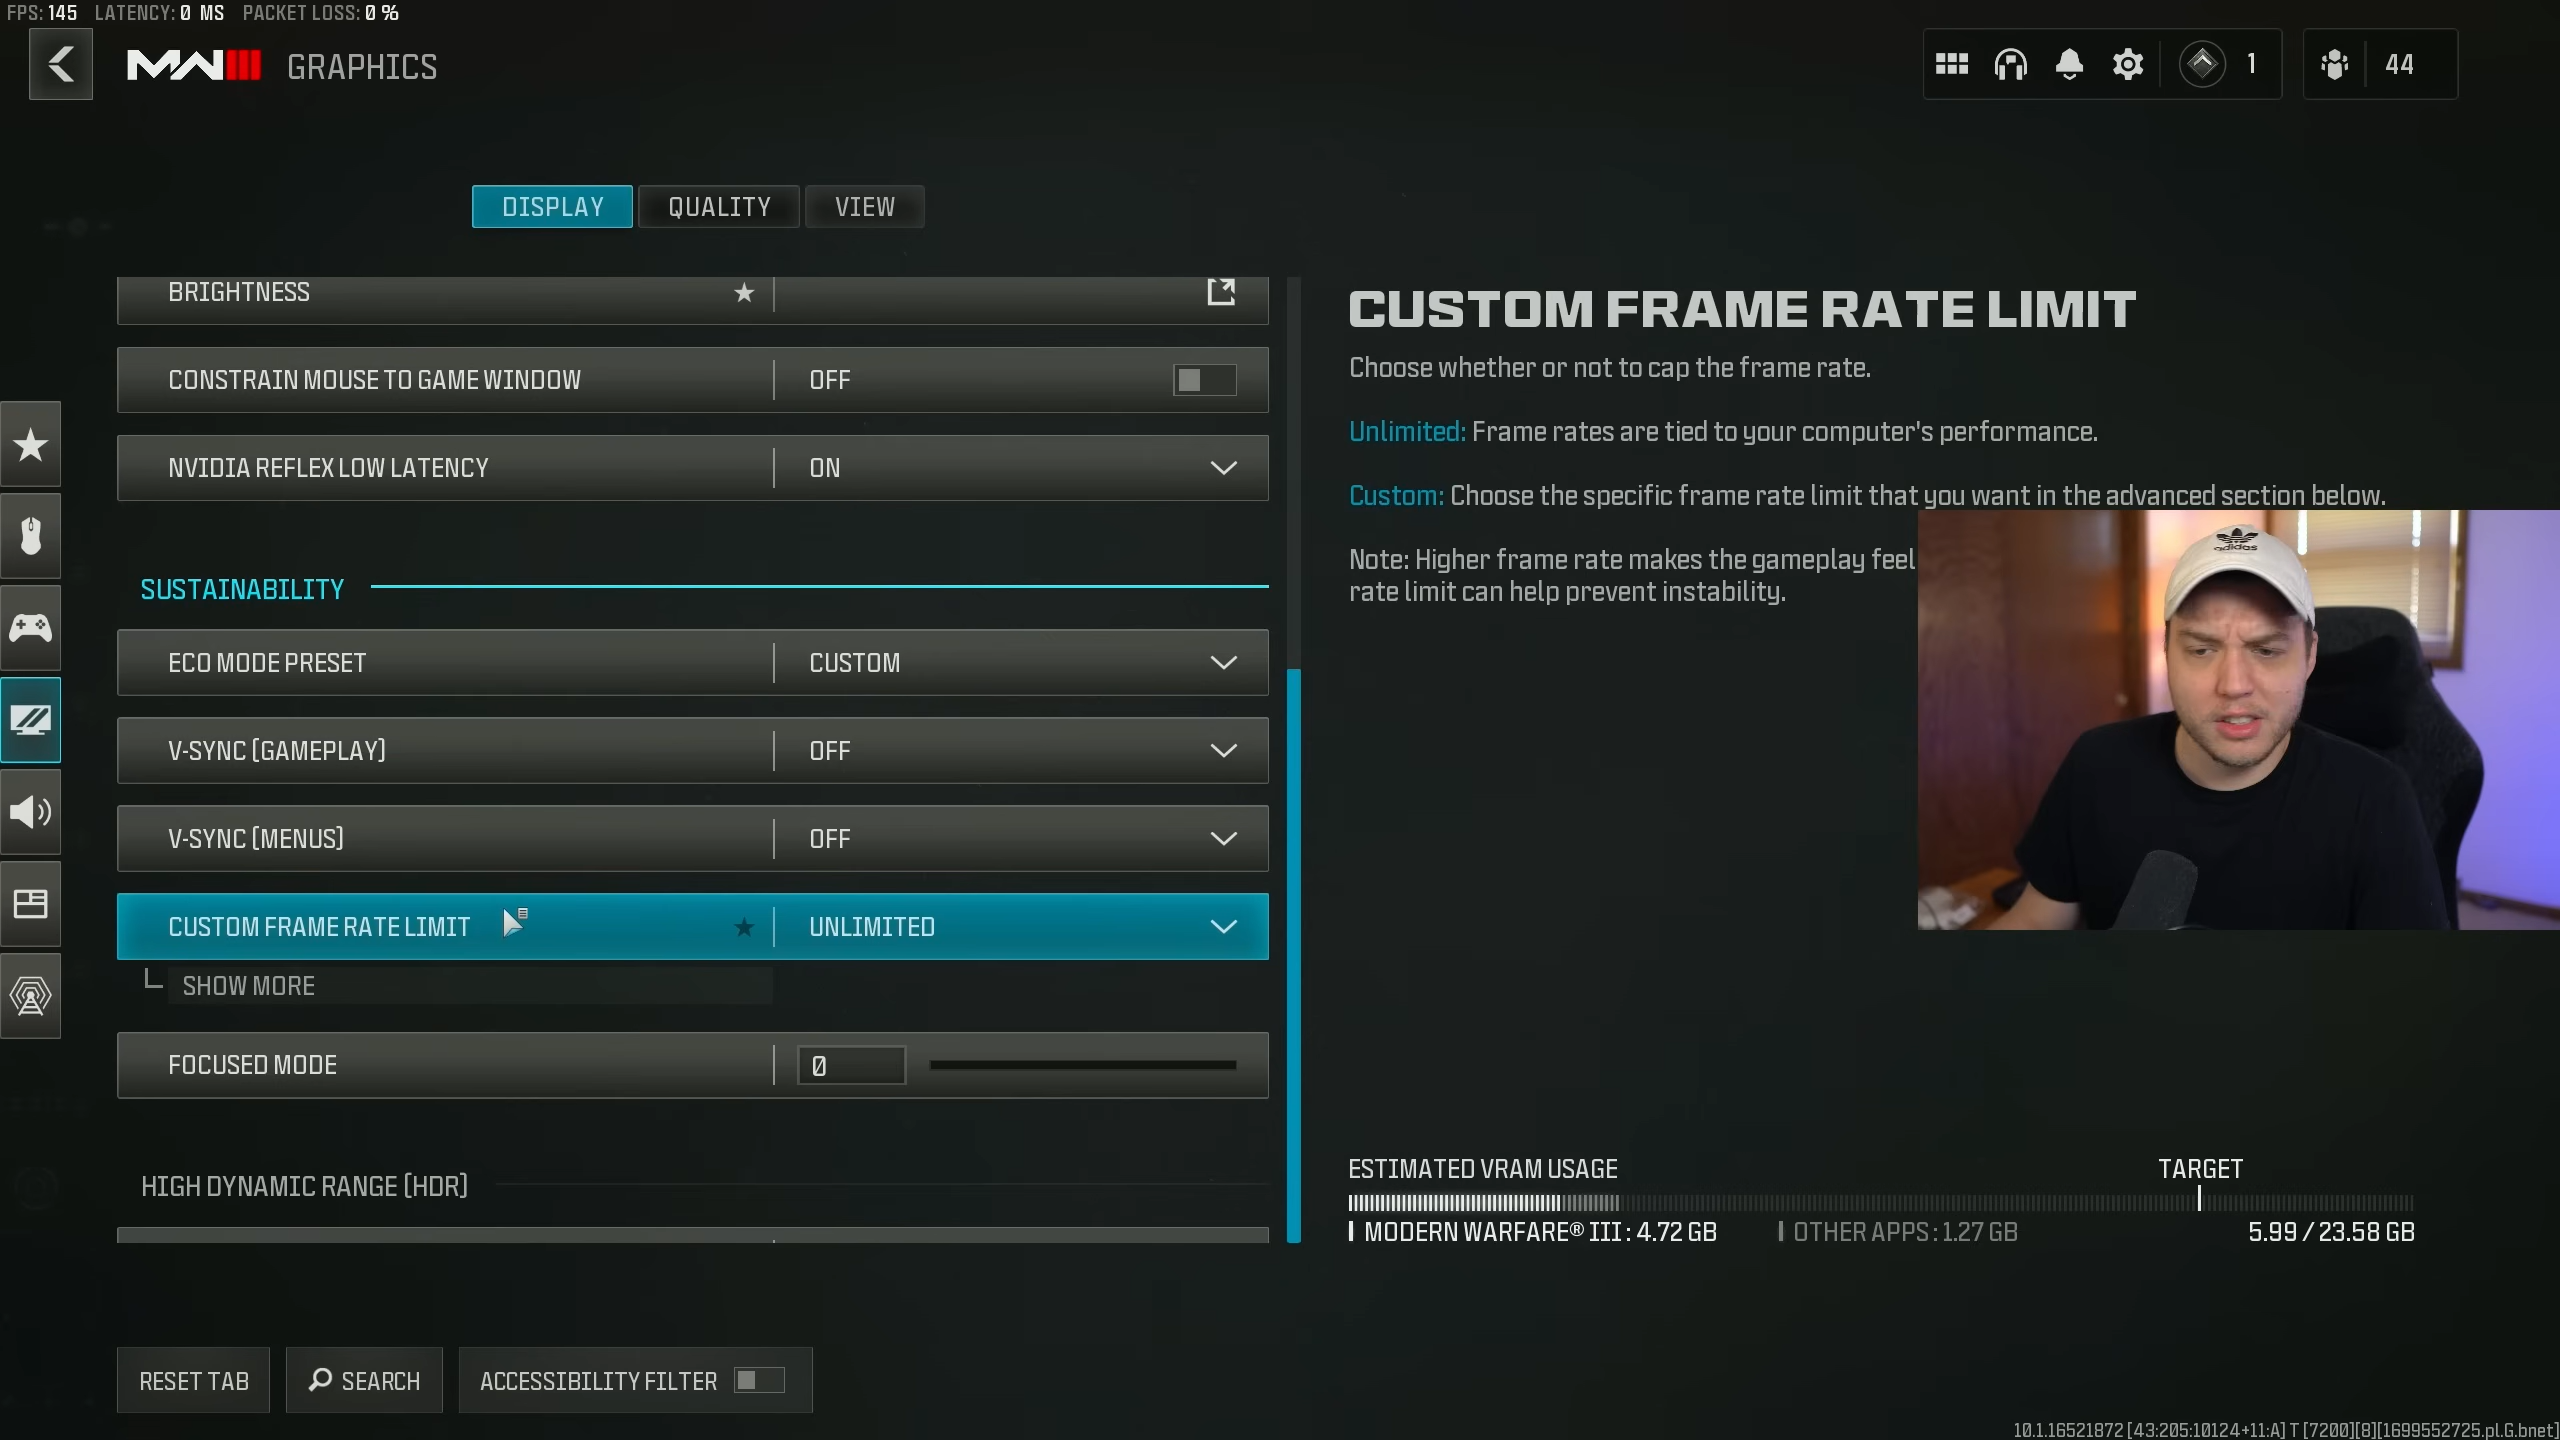 FPS: 145 LATENCY: 0 MS PACKET LOSS: 0 %
MWIII GRAPHICS
1
44
DISPLAY
QUALITY
VIEW
BRIGHTNESS
CONSTRAIN MOUSE TO GAME WINDOW OFF
NVIDIA REFLEX LOW LATENCY ON
SUSTAINABILITY
ECO MODE PRESET CUSTOM
V-SYNC (GAMEPLAY) OFF
V-SYNC (MENUS) OFF
CUSTOM FRAME RATE LIMIT UNLIMITED
SHOW MORE
FOCUSED MODE 0
HIGH DYNAMIC RANGE (HDR)
CUSTOM FRAME RATE LIMIT
Choose whether or not to cap the frame rate.
Unlimited: Frame rates are tied to your computer's performance.
Custom: Choose the specific frame rate limit that you want in the advanced section below.
Note: Higher frame rate makes the gameplay feel
rate limit can help prevent instability.
adidas
ESTIMATED VRAM USAGE TARGET
MODERN WARFARE® III : 4.72 GB OTHER APPS : 1.27 GB 5.99 / 23.58 GB
RESET TAB
SEARCH
ACCESSIBILITY FILTER
10.1.16521872 [43:205:10124+11:A] T [7200][8][1699552725.pl.G.bnet]